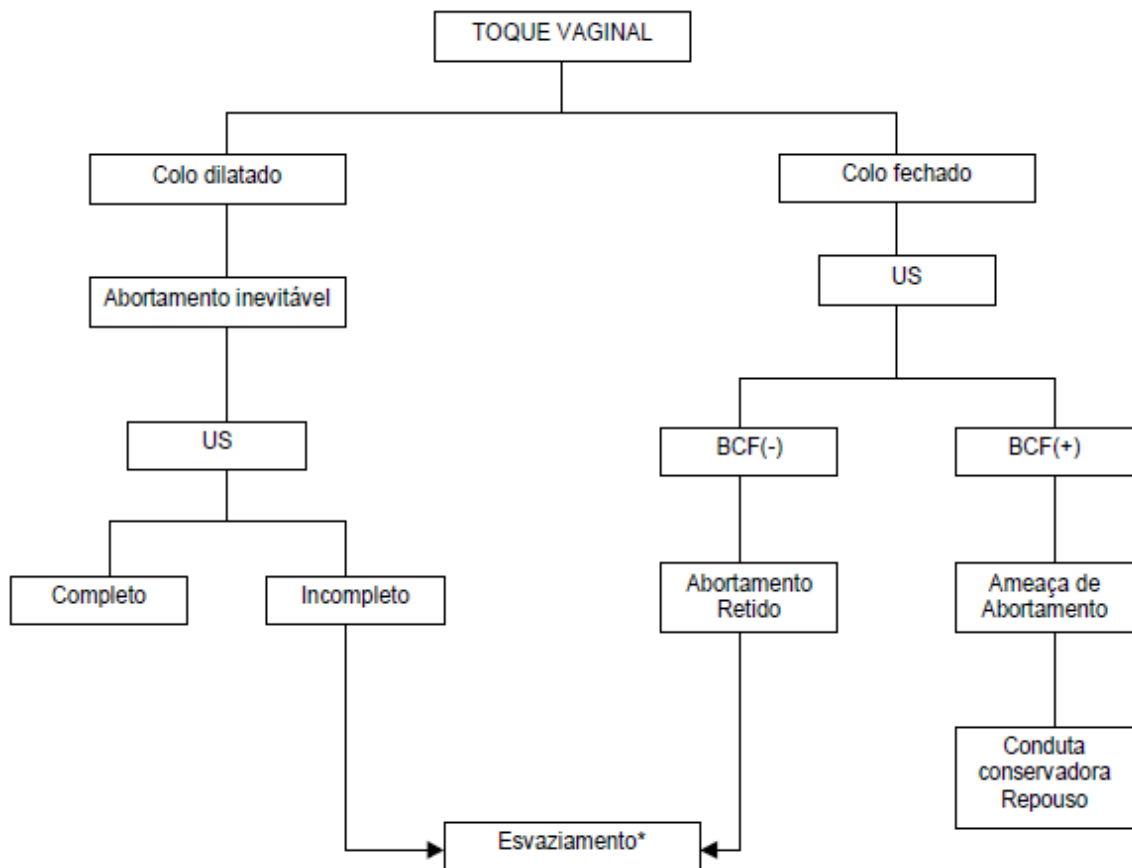 TOQUE VAGINAL
Colo dilatado
Colo fechado
Abortamento inevitável
US
US
BCF(-)
BCF(+)
Completo
Incompleto
Abortamento
Retido
Ameaça de
Abortamento
Conduta
conservadora
Repouso
Esvaziamento*